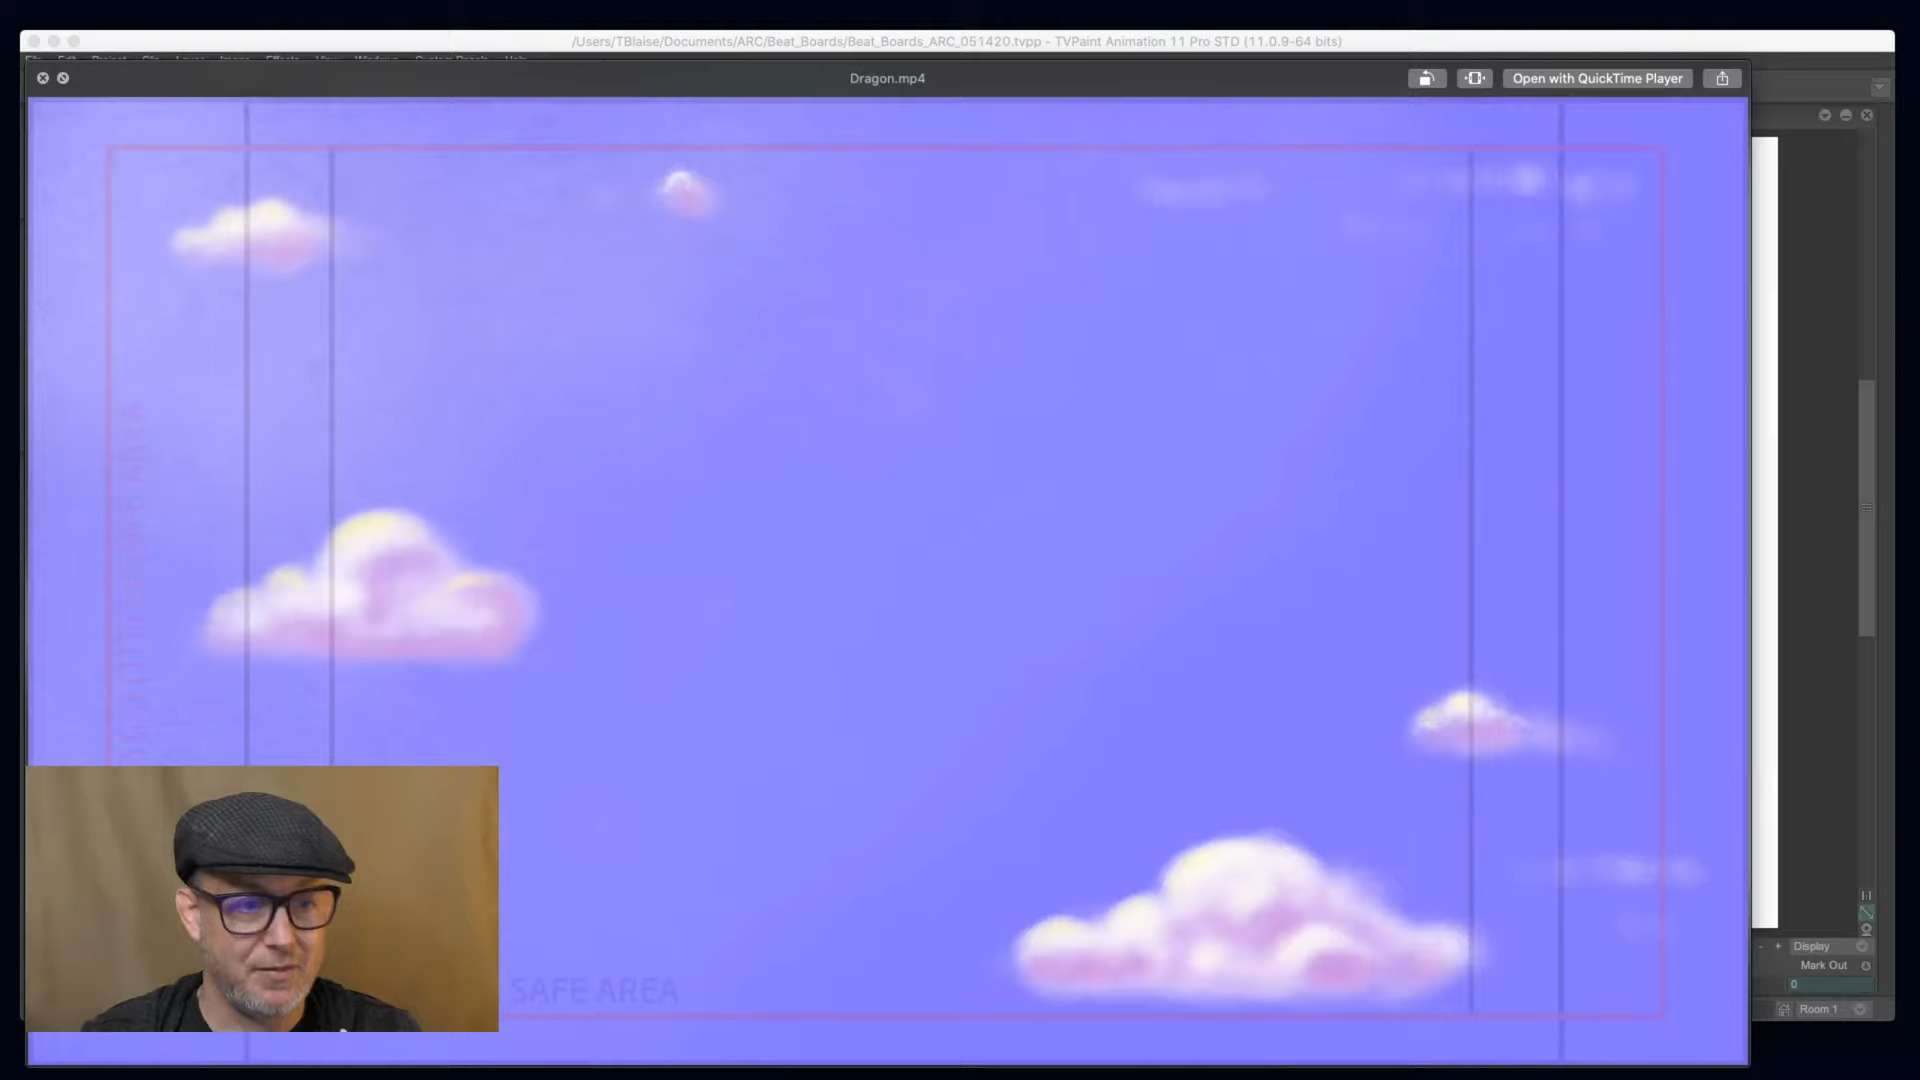 /Users/TBlaise/Documents/ARC/Beat_Boards/Beat_Boards_ARC_051420.tvpp - TVPaint Animation 11 Pro STD (11.0.9-64 bits)
Dragon.mp4
Open with QuickTime Player
SAFE AREA
- + Display
Mark Out
0
Room 1